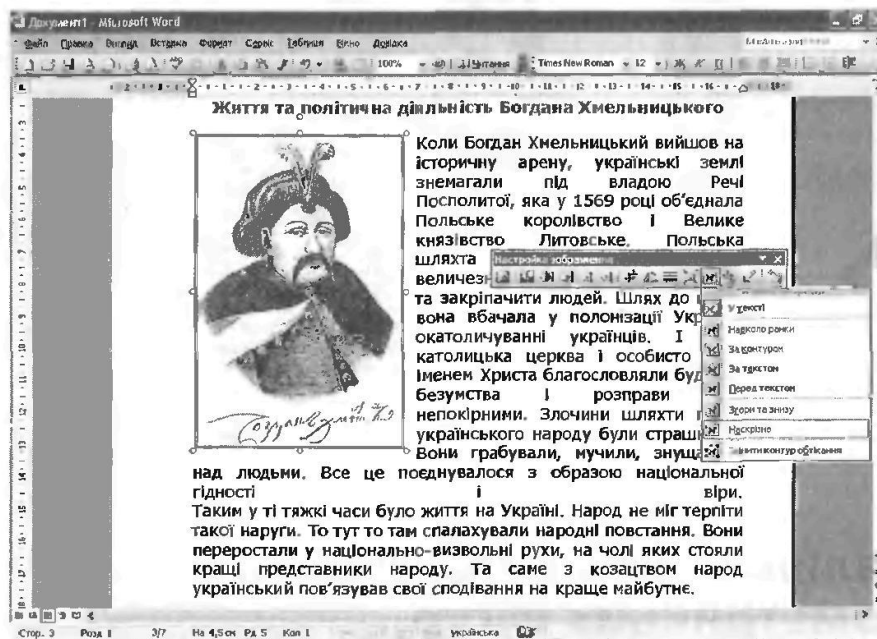 Документ1 - Microsoft Word
Файл Правка Вигляд Вставка Формат Сервіс Таблиця Вікно Довідка
100% Читання Times New Roman 12 Ж К П
Життя та політична діяльність Богдана Хмельницького
Коли Богдан Хмельницький вийшов на
історичну арену, українські землі
знемагали під владою Речі
Посполитої, яка у 1569 році об'єднала
Польське королівство і Велике
князівство Литовське. Польська
шляхта
величезн
та закріпачити людей. Шлях до
вона вбачала у полонізації Укр
окатоличуванні українців. І
католицька церква і особисто
іменем Христа благословляли буд
безумства і розправи
непокірними. Злочини шляхти
українського народу були страш
Вони грабували, мучили, знуща
над людьми. Все це поєднувалося з образою національної
гідності і віри.
Таким у ті тяжкі часи було життя на Україні. Народ не міг терпіти
такої наруги. То тут то там спалахували народні повстання. Вони
переростали у національно-визвольні рухи, на чолі яких стояли
кращі представники народу. Та саме з козацтвом народ
український пов'язував свої сподівання на краще майбутнє.
Настройка зображення
У тексті
Навколо рамки
За контуром
За текстом
Перед текстом
Згори та знизу
Наскрізно
Змінити контур обтікання
Стор. 3 Розд 1 3/7 На 4,5см Рд 5 Кол 1 українська